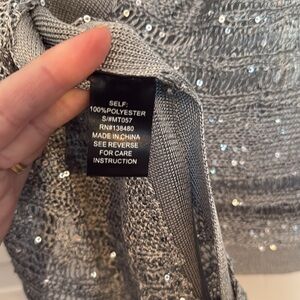 SELF:
100%POLYESTER
S/#MT057
RN#138480
MADE IN CHINA
SEE REVERSE
FOR CARE
INSTRUCTION